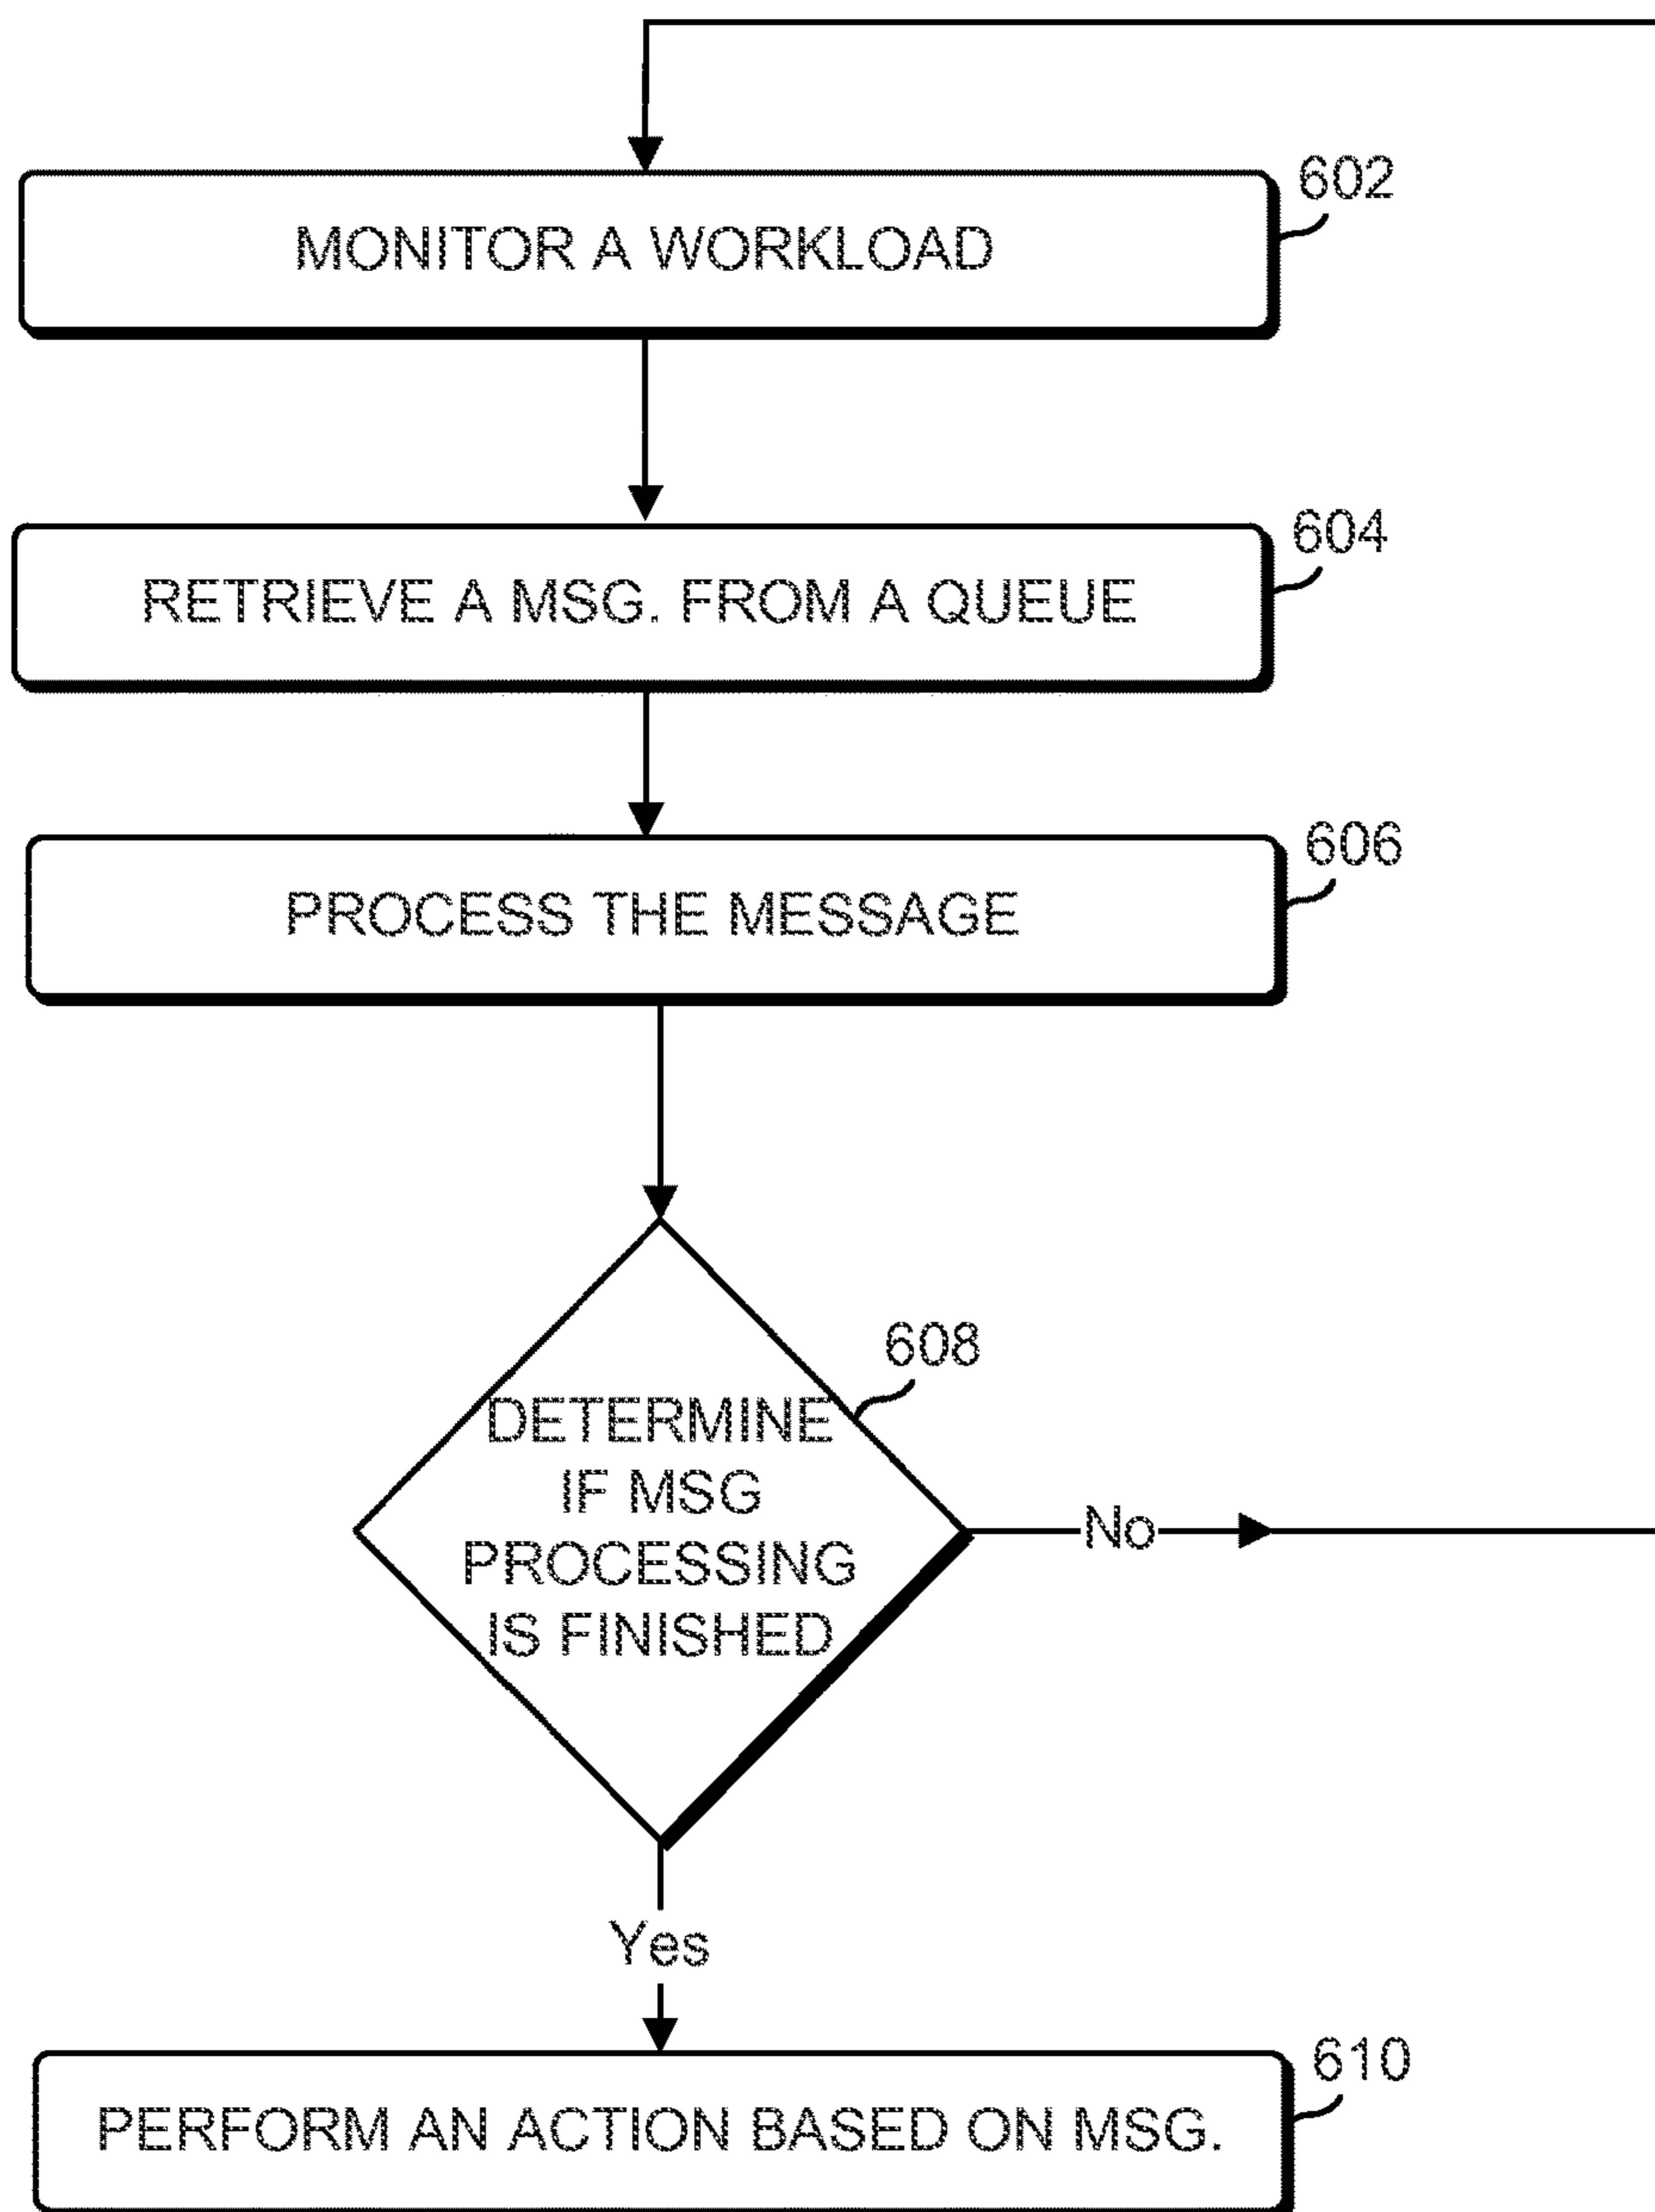 602
MONITOR A WORKLOAD
604
RETRIEVE A MSG. FROM A QUEUE
606
PROCESS THE MESSAGE
608
DETERMINE
IF MSG
PROCESSING
IS FINISHED
No
Yes
610
PERFORM AN ACTION BASED ON MSG.